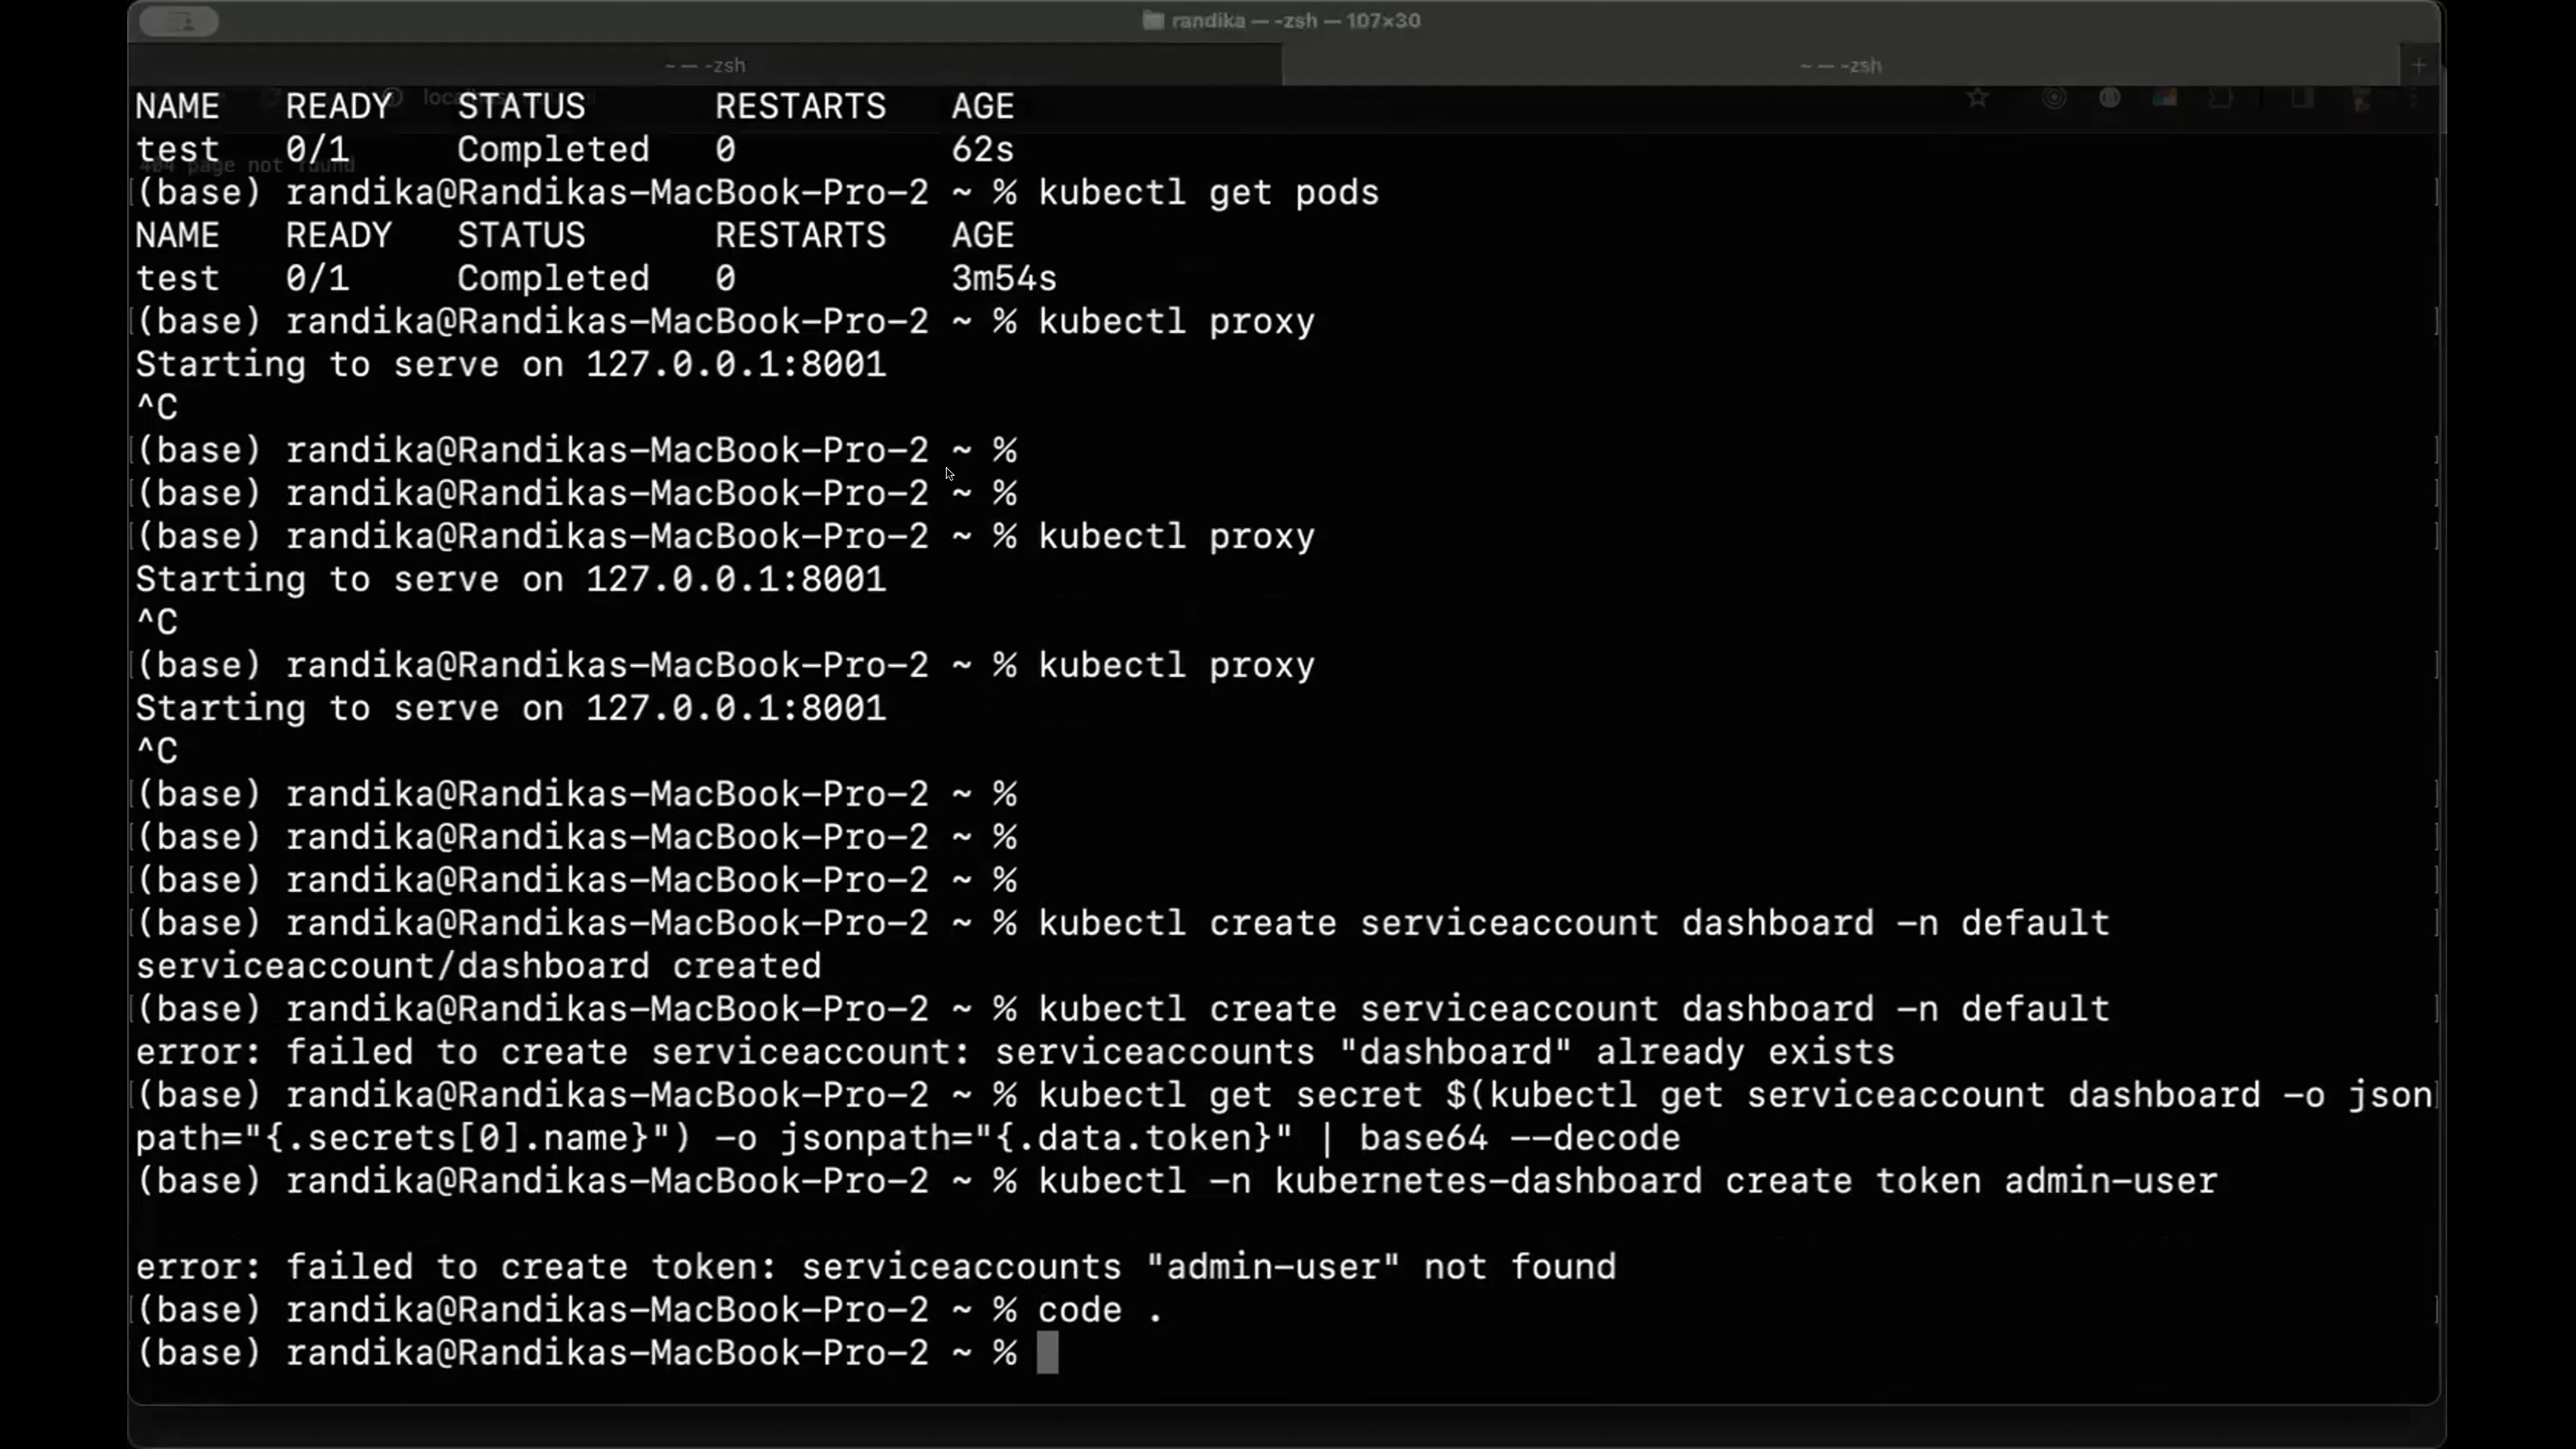 randika — -zsh — 107×30
~ — -zsh
~ — -zsh
NAME READY STATUS RESTARTS AGE
test 0/1 Completed 0 62s
404 page not found
(base) randika@Randikas-MacBook-Pro-2 ~ % kubectl get pods
NAME READY STATUS RESTARTS AGE
test 0/1 Completed 0 3m54s
(base) randika@Randikas-MacBook-Pro-2 ~ % kubectl proxy
Starting to serve on 127.0.0.1:8001
^C
(base) randika@Randikas-MacBook-Pro-2 ~ %
(base) randika@Randikas-MacBook-Pro-2 ~ %
(base) randika@Randikas-MacBook-Pro-2 ~ % kubectl proxy
Starting to serve on 127.0.0.1:8001
^C
(base) randika@Randikas-MacBook-Pro-2 ~ % kubectl proxy
Starting to serve on 127.0.0.1:8001
^C
(base) randika@Randikas-MacBook-Pro-2 ~ %
(base) randika@Randikas-MacBook-Pro-2 ~ %
(base) randika@Randikas-MacBook-Pro-2 ~ %
(base) randika@Randikas-MacBook-Pro-2 ~ % kubectl create serviceaccount dashboard -n default
serviceaccount/dashboard created
(base) randika@Randikas-MacBook-Pro-2 ~ % kubectl create serviceaccount dashboard -n default
error: failed to create serviceaccount: serviceaccounts "dashboard" already exists
(base) randika@Randikas-MacBook-Pro-2 ~ % kubectl get secret $(kubectl get serviceaccount dashboard -o json
path="{.secrets[0].name}") -o jsonpath="{.data.token}" | base64 --decode
(base) randika@Randikas-MacBook-Pro-2 ~ % kubectl -n kubernetes-dashboard create token admin-user
error: failed to create token: serviceaccounts "admin-user" not found
(base) randika@Randikas-MacBook-Pro-2 ~ % code .
(base) randika@Randikas-MacBook-Pro-2 ~ %